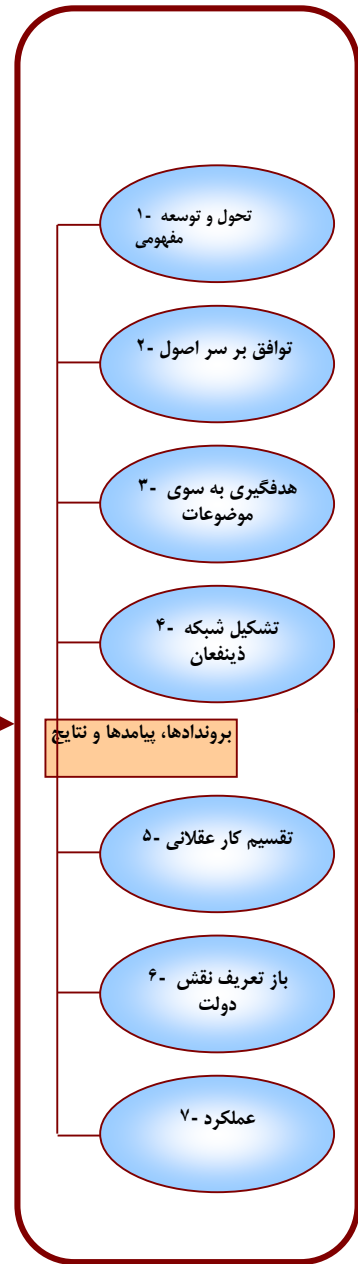 ۱- تحول و توسعه
مفهومی
۲- توافق بر سر اصول
۳- هدفگیری به سوی
موضوعات
۴- تشکیل شبکه
ذینفعان
بروندادها، پیامدها و نتایج
۵- تقسیم کار عقلانی
۶- باز تعریف نقش
دولت
۷- عملکرد